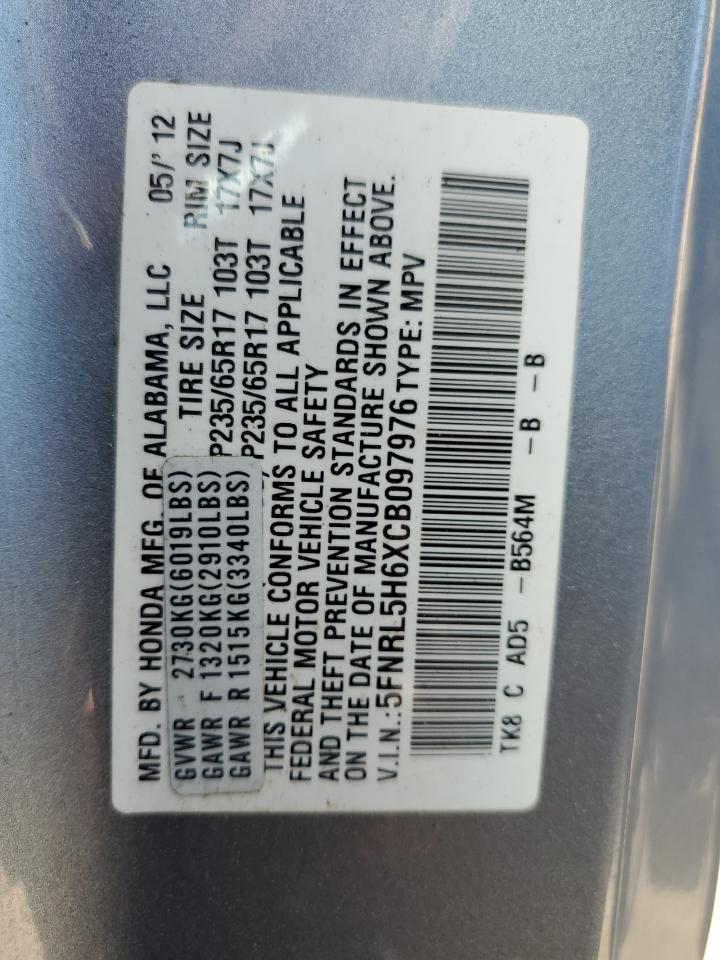 MFD. BY HONDA MFG. OF ALABAMA, LLC 05/' 12
GVWR 2730KG(6019LBS) TIRE SIZE RIM SIZE
GAWR F 1320KG(2910LBS) P235/65R17 103T 17X7J
GAWR R 1515KG(3340LBS) P235/65R17 103T 17X7J
THIS VEHICLE CONFORMS TO ALL APPLICABLE
FEDERAL MOTOR VEHICLE SAFETY
AND THEFT PREVENTION STANDARDS IN EFFECT
ON THE DATE OF MANUFACTURE SHOWN ABOVE.
V.I.N.:5FNRL5H6XCB097976 TYPE: MPV
TK8 C AD5 -B564M -B -B